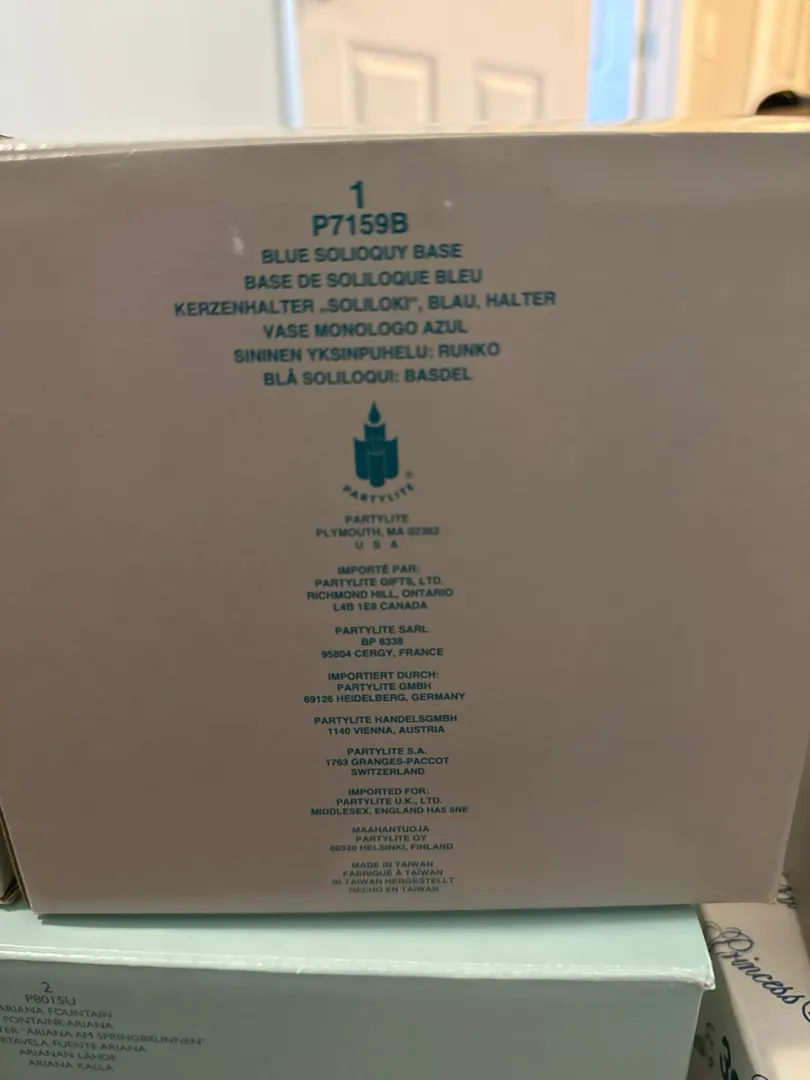 1
P7159B
BLUE SOLIOQUY BASE
BASE DE SOLILOQUE BLEU
KERZENHALTER „SOLILOKI", BLAU, HALTER
VASE MONOLOGO AZUL
SININEN YKSINPUHELU: RUNKO
BLÅ SOLILOQUI: BASDEL
PARTYLITE ®
PARTYLITE
PLYMOUTH, MA 02362
U S A
IMPORTÉ PAR:
PARTYLITE GIFTS, LTD.
RICHMOND HILL, ONTARIO
L4B 1E8 CANADA
PARTYLITE SARL
BP 8338
95804 CERGY, FRANCE
IMPORTIERT DURCH:
PARTYLITE GMBH
69126 HEIDELBERG, GERMANY
PARTYLITE HANDELSGMBH
1140 VIENNA, AUSTRIA
PARTYLITE S.A.
1763 GRANGES-PACCOT
SWITZERLAND
IMPORTED FOR:
PARTYLITE U.K., LTD.
MIDDLESEX, ENGLAND HA5 5NE
MAAHANTUOJA
PARTYLITE OY
00320 HELSINKI, FINLAND
MADE IN TAIWAN
FABRIQUÉ À TAÏWAN
IN TAIWAN HERGESTELLT
HECHO EN TAIWAN
2
P8015U
ARIANA FOUNTAIN
FONTAINE ARIANA
"ARIANA AM SPRINGBRUNNEN"
FUENTE ARIANA
ARIANAN LÄHDE
ARIANA KÄLLA
Princess